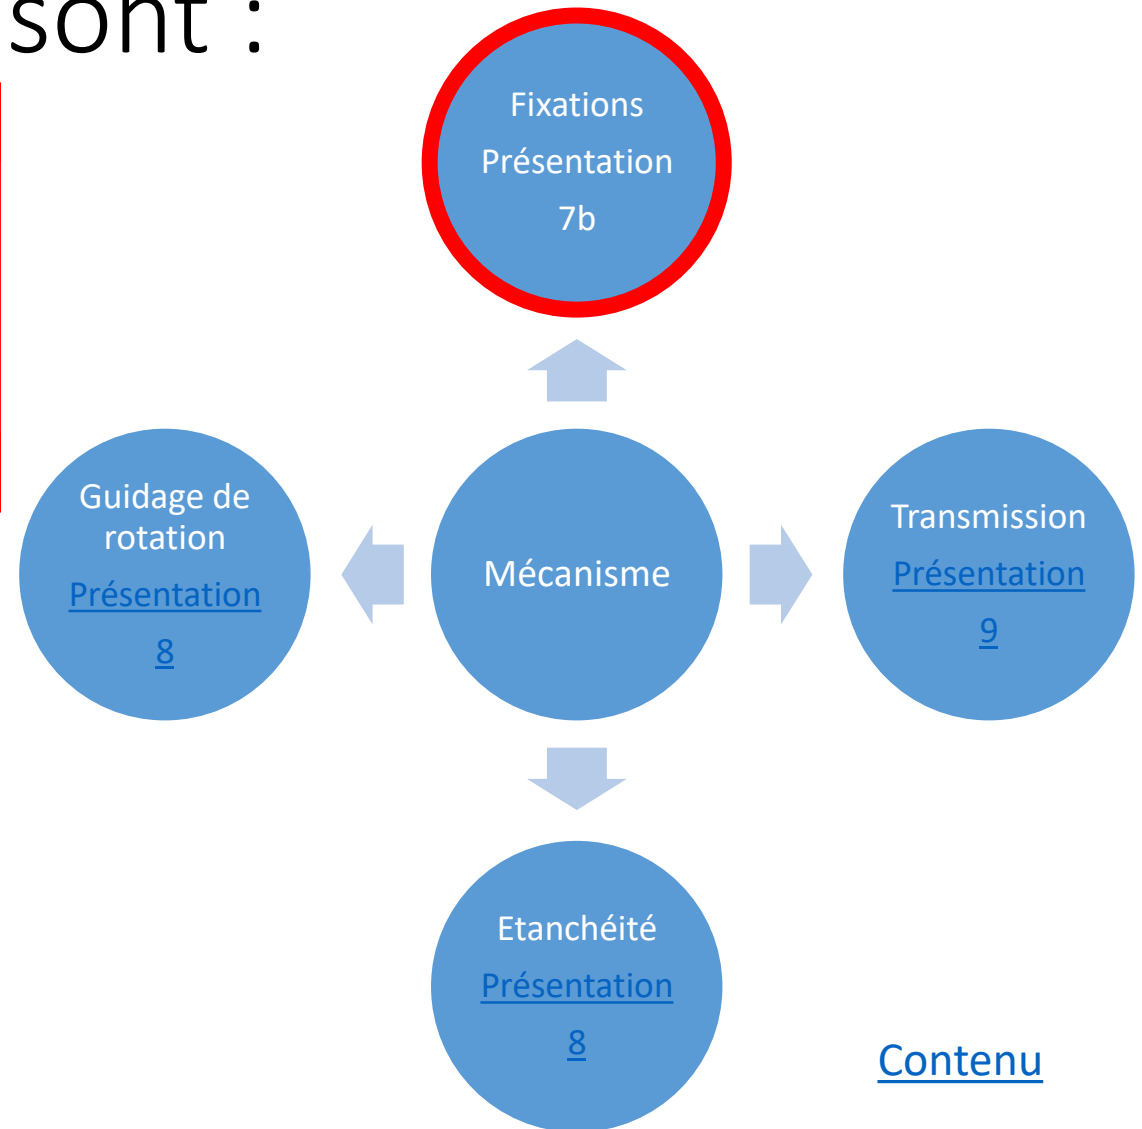 sont :
Fixations
Présentation
7b
Guidage de
rotation
Présentation
8
Mécanisme
Transmission
Présentation
9
Etanchéité
Présentation
8
Contenu